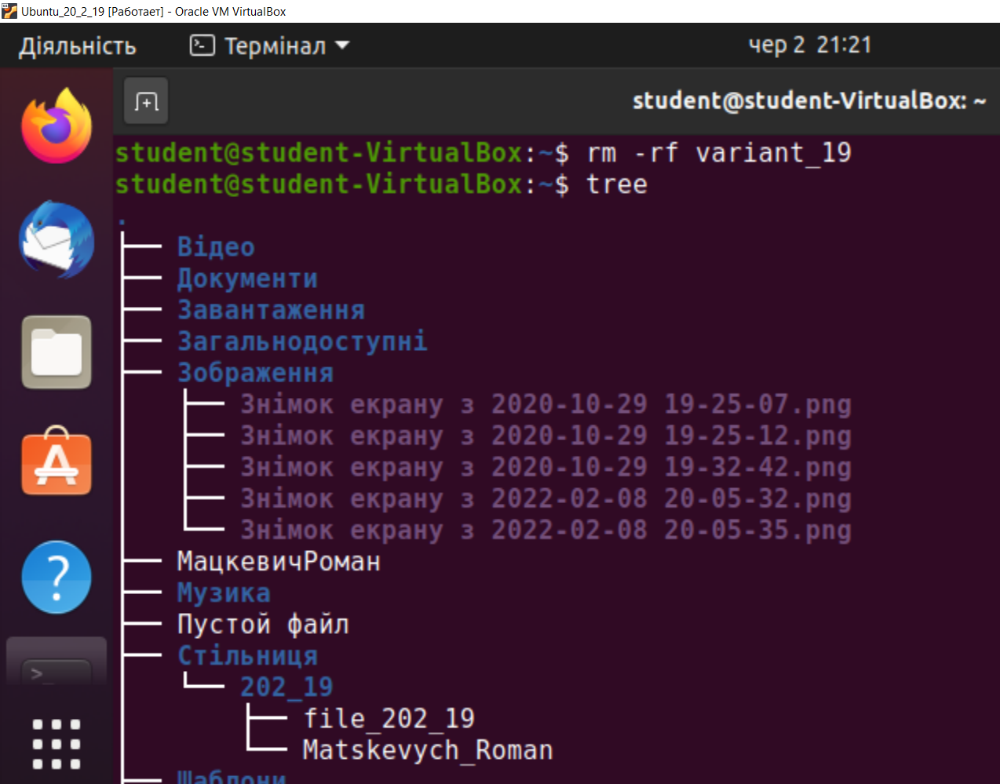 Ubuntu_20_2_19 [Работает] - Oracle VM VirtualBox
Діяльність Термінал чер 2 21:21
student@student-VirtualBox: ~
student@student-VirtualBox:~$ rm -rf variant_19
student@student-VirtualBox:~$ tree
.
├── Відео
├── Документи
├── Завантаження
├── Загальнодоступні
├── Зображення
│   ├── Знімок екрану з 2020-10-29 19-25-07.png
│   ├── Знімок екрану з 2020-10-29 19-25-12.png
│   ├── Знімок екрану з 2020-10-29 19-32-42.png
│   ├── Знімок екрану з 2022-02-08 20-05-32.png
│   └── Знімок екрану з 2022-02-08 20-05-35.png
├── МацкевичРоман
├── Музика
├── Пустой файл
├── Стільниця
│   └── 202_19
│       ├── file_202_19
│       └── Matskevych_Roman
├── Шаблони